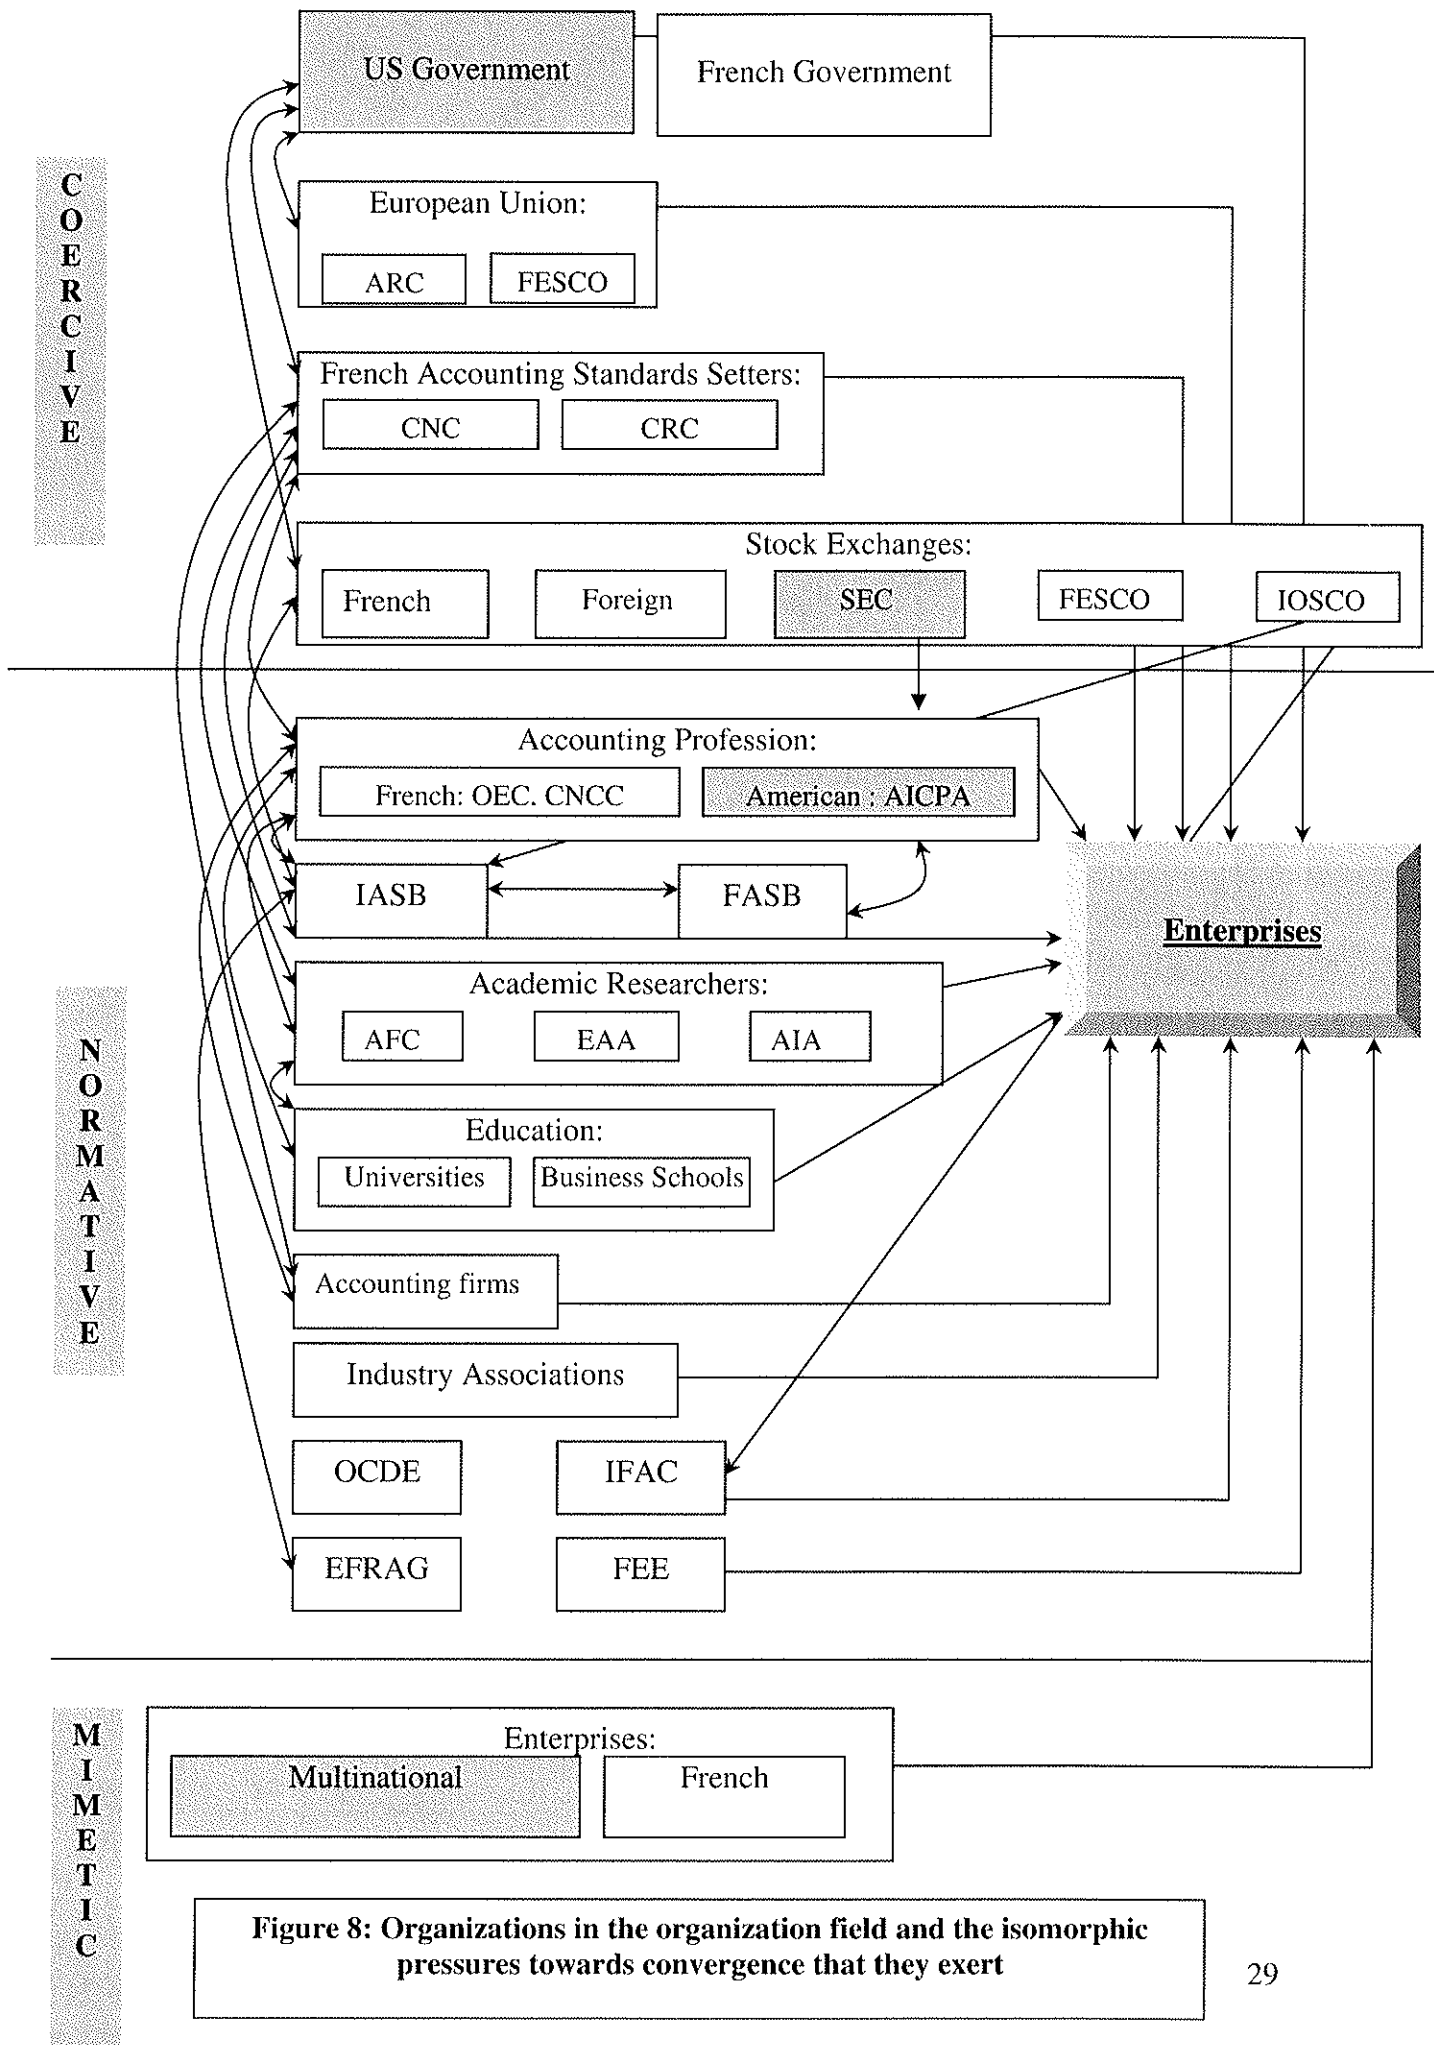 US Government
French Government
COERCIVE
European Union:
ARC
FESCO
French Accounting Standards Setters:
CNC
CRC
Stock Exchanges:
French
Foreign
SEC
FESCO
IOSCO
Accounting Profession:
French: OEC. CNCC
American : AICPA
IASB
FASB
Enterprises
NORMATIVE
Academic Researchers:
AFC
EAA
AIA
Education:
Universities
Business Schools
Accounting firms
Industry Associations
OCDE
IFAC
EFRAG
FEE
MIMETIC
Enterprises:
Multinational
French
Figure 8: Organizations in the organization field and the isomorphic
pressures towards convergence that they exert
29